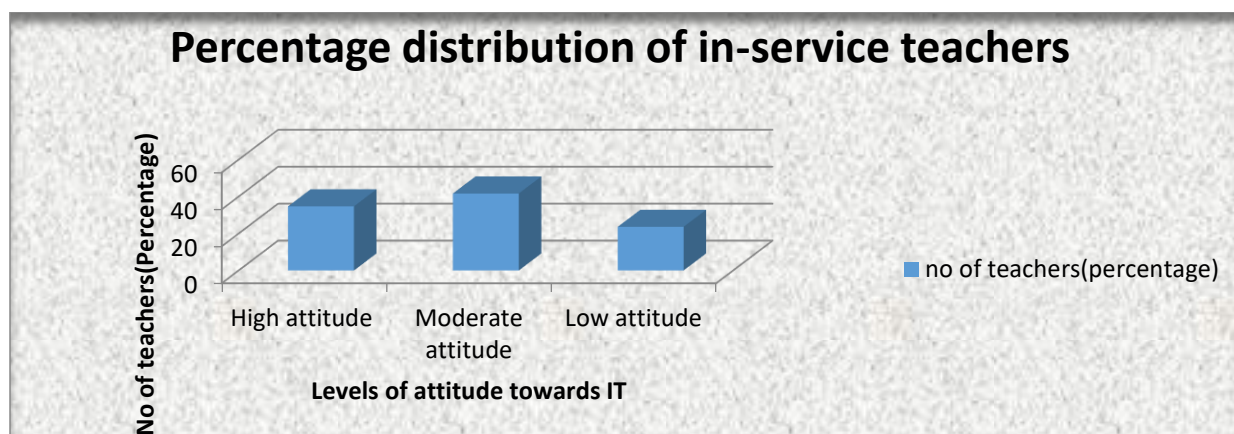 Percentage distribution of in-service teachers
No of teachers(Percentage)
60
40
20
0
High attitude
Moderate
attitude
Low attitude
Levels of attitude towards IT
no of teachers(percentage)